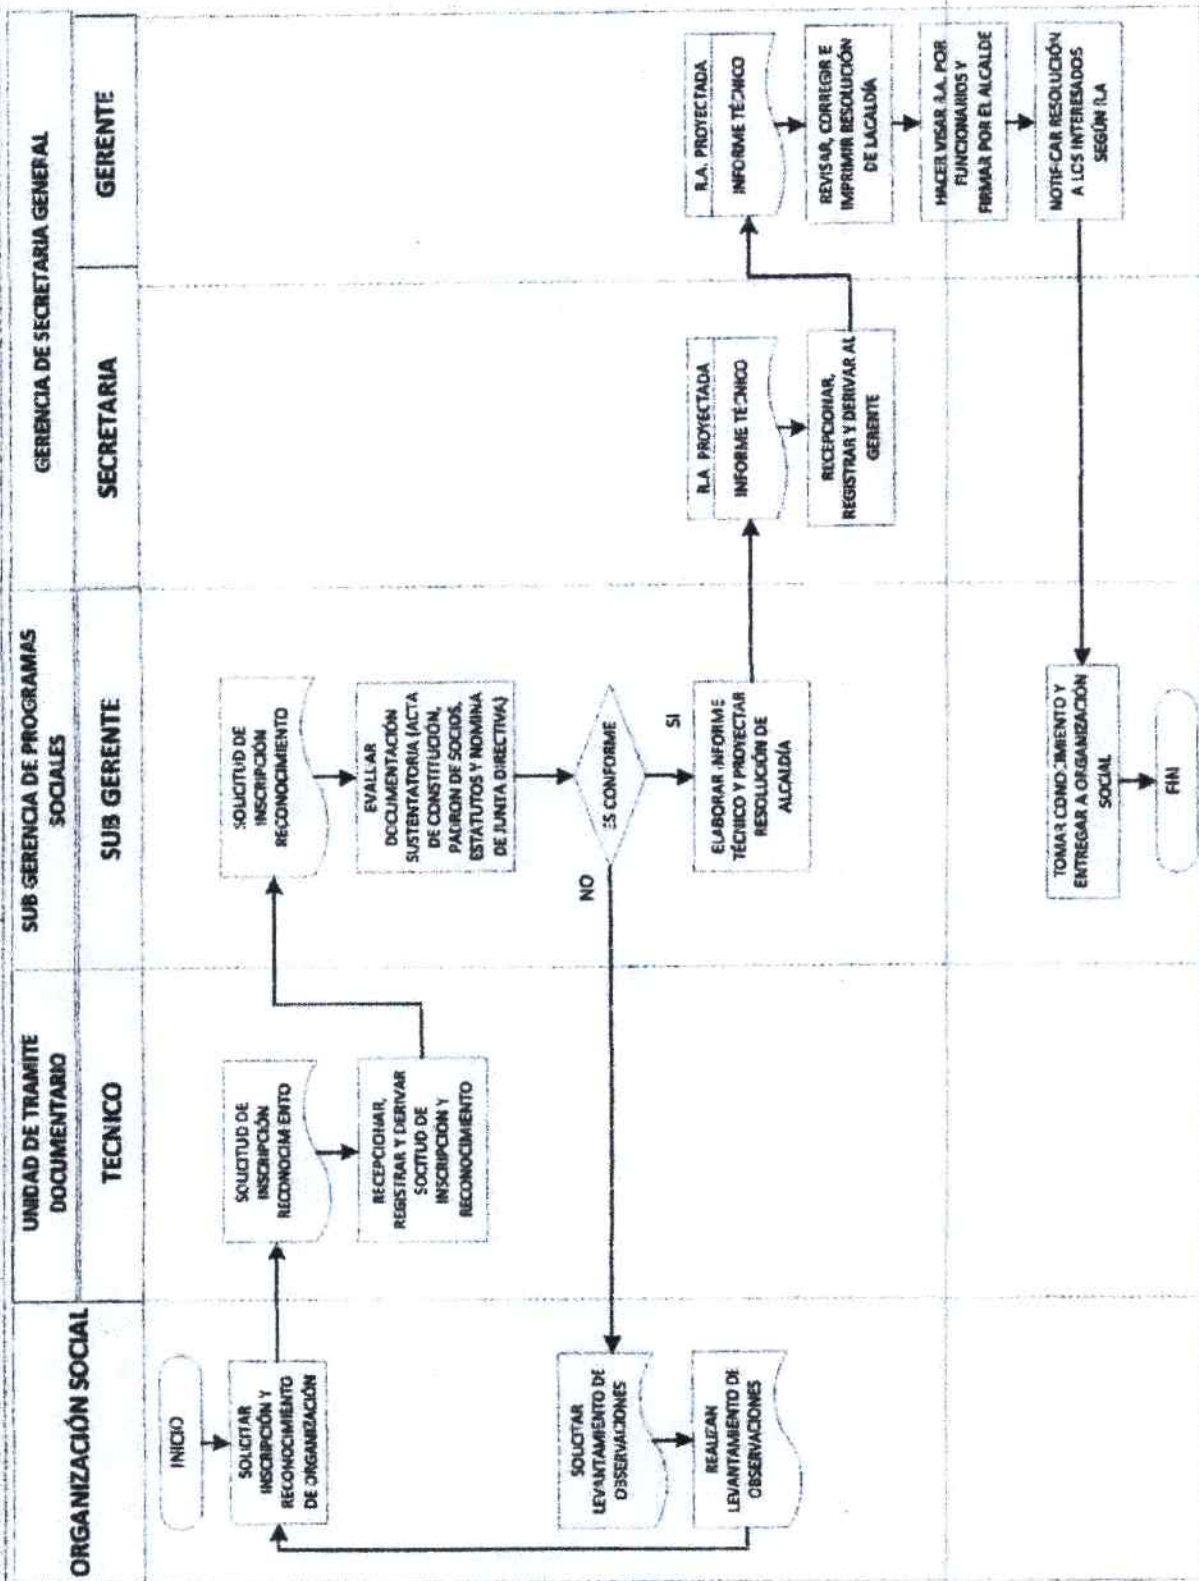 ORGANIZACIÓN SOCIAL
UNIDAD DE TRAMITE
DOCUMENTARIO
TECNICO
SUB GERENCIA DE PROGRAMAS
SOCIALES
SUB GERENTE
GERENCIA DE SECRETARIA GENERAL
SECRETARIA
GERENTE
INICIO
SOLICITAR
INSCRIPCIÓN Y
RECONOCIMIENTO
DE ORGANIZACIÓN
SOLICITUD DE
INSCRIPCIÓN
RECONOCIMIENTO
RECEPCIONAR,
REGISTRAR Y DERIVAR
SOCITUD DE
INSCRIPCIÓN Y
RECONOCIMIENTO
SOLICITUD DE
INSCRIPCIÓN
RECONOCIMIENTO
EVALUAR
DOCUMENTACIÓN
SUSTENTATORIA (ACTA
DE CONSTITUCIÓN,
PADRON DE SOCIOS,
ESTATUTOS Y NOMINA
DE JUNTA DIRECTIVA)
ES CONFORME
NO
SI
SOLICITAR
LEVANTAMIENTO DE
OBSERVACIONES
REALIZAN
LEVANTAMIENTO DE
OBSERVACIONES
ELABORAR INFORME
TÉCNICO Y PROYECTAR
RESOLUCIÓN DE
ALCALDÍA
R.A. PROYECTADA
INFORME TÉCNICO
RECEPCIONAR,
REGISTRAR Y DERIVAR AL
GERENTE
R.A. PROYECTADA
INFORME TÉCNICO
REVISAR, CORREGIR E
IMPRIMIR RESOLUCIÓN
DE LACALDÍA
HACER VISAR R.A. POR
FUNCIONARIOS Y
FIRMAR POR EL ALCALDE
NOTIFICAR RESOLUCIÓN
A LOS INTERESADOS
SEGÚN R.A
TOMAR CONOCIMIENTO Y
ENTREGAR A ORGANIZACIÓN
SOCIAL
FIN